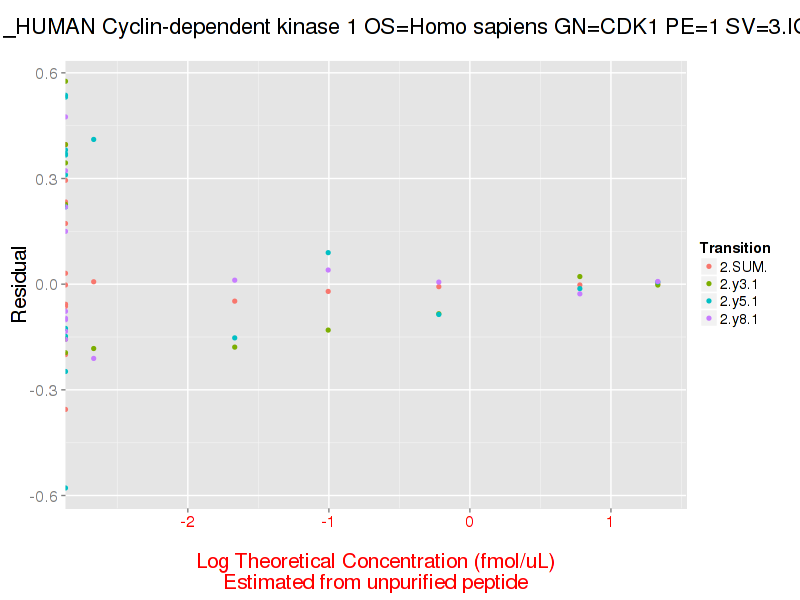 _HUMAN Cyclin-dependent kinase 1 OS=Homo sapiens GN=CDK1 PE=1 SV=3.IC
0.6
0.3
0.0
-0.3
-0.6
Residual
-2
-1
0
1
Log Theoretical Concentration (fmol/uL)
Estimated from unpurified peptide
Transition
2.SUM.
2.y3.1
2.y5.1
2.y8.1